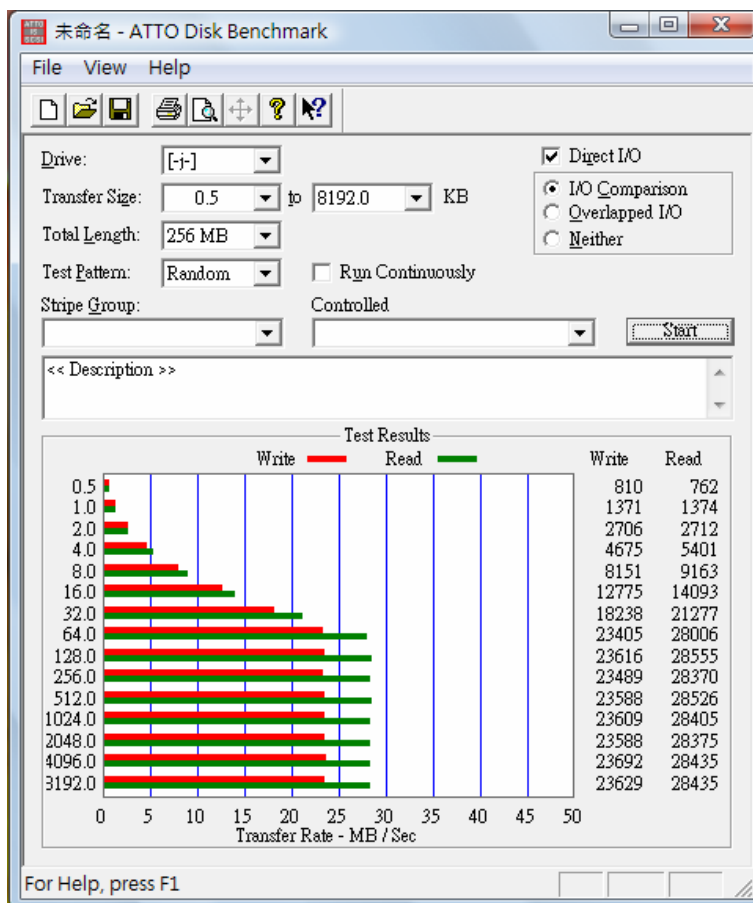 ATTO
IS
SCSI
未命名 - ATTO Disk Benchmark
File View Help
Drive: [-j-]
Direct I/O
Transfer Size: 0.5 to 8192.0 KB
I/O Comparison
Overlapped I/O
Total Length: 256 MB
Neither
Test Pattern: Random
Run Continuously
Stripe Group:
Controlled
Start
<< Description >>
Test Results
Write Read Write Read
0.5 810 762
1.0 1371 1374
2.0 2706 2712
4.0 4675 5401
8.0 8151 9163
16.0 12775 14093
32.0 18238 21277
64.0 23405 28006
128.0 23616 28555
256.0 23489 28370
512.0 23588 28526
1024.0 23609 28405
2048.0 23588 28375
4096.0 23692 28435
3192.0 23629 28435
0 5 10 15 20 25 30 35 40 45 50
Transfer Rate - MB / Sec
For Help, press F1